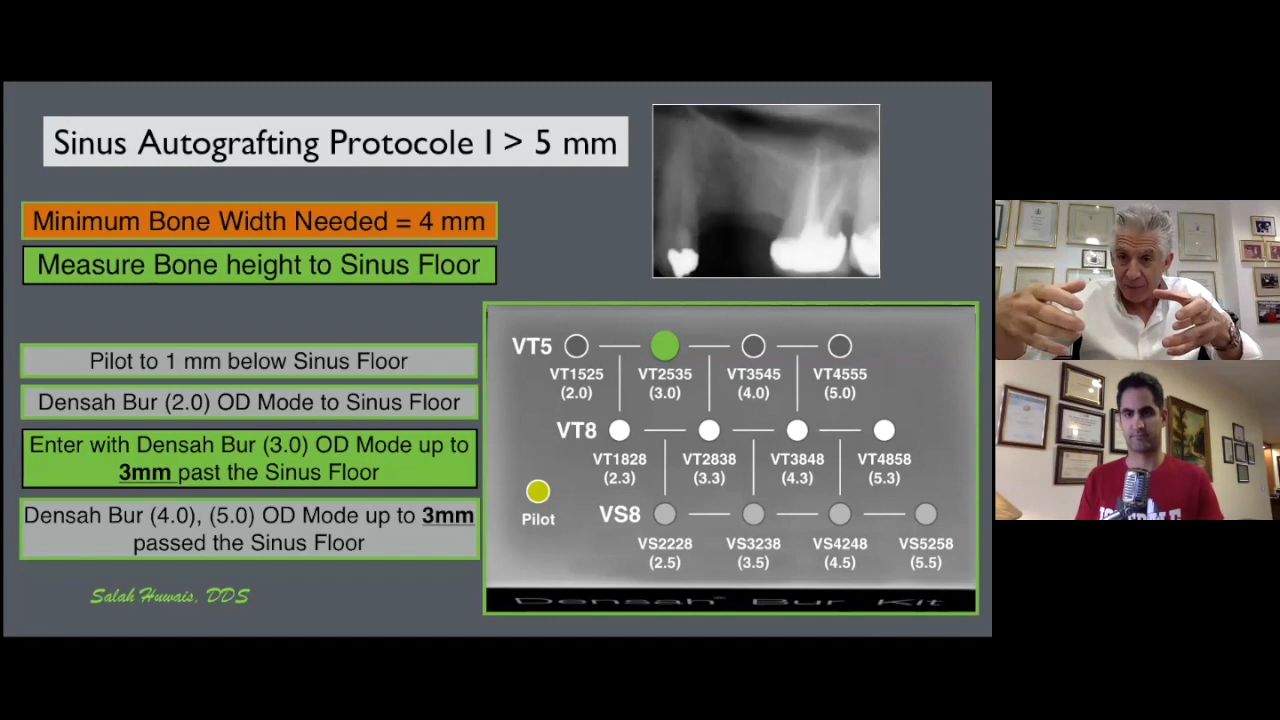 Sinus Autografting Protocole I > 5 mm
Minimum Bone Width Needed = 4 mm
Measure Bone height to Sinus Floor
Pilot to 1 mm below Sinus Floor
Densah Bur (2.0) OD Mode to Sinus Floor
Enter with Densah Bur (3.0) OD Mode up to
3mm past the Sinus Floor
Densah Bur (4.0), (5.0) OD Mode up to 3mm
passed the Sinus Floor
Salah Huwais, DDS
VT5
VT1525 VT2535 VT3545 VT4555
(2.0) (3.0) (4.0) (5.0)
VT8
VT1828 VT2838 VT3848 VT4858
(2.3) (3.3) (4.3) (5.3)
Pilot
VS8
VS2228 VS3238 VS4248 VS5258
(2.5) (3.5) (4.5) (5.5)
Densah® Bur Kit